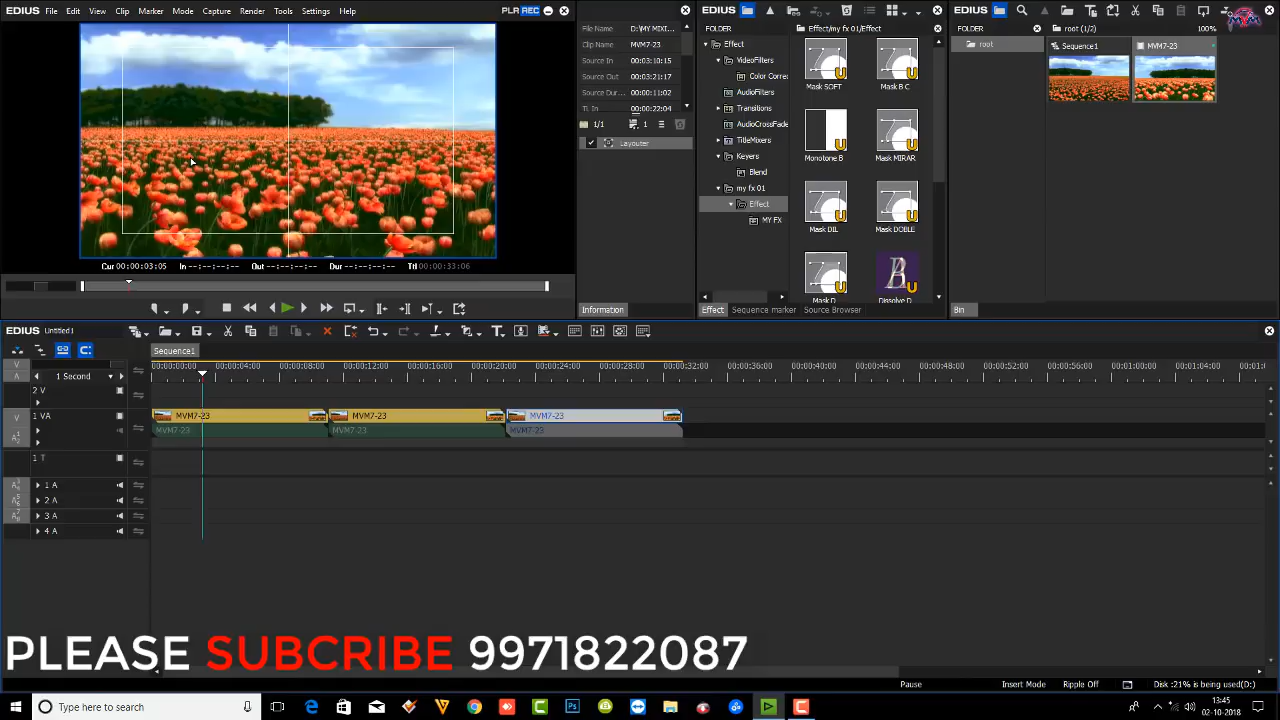 EDIUS File Edit View Clip Marker Mode Capture Render Tools Settings Help PLR REC
Cur 00:00:03:05 In --:--:--:-- Out --:--:--:-- Dur --:--:--:-- Ttl 00:00:33:06
File Name D:\MY MIXI...
Clip Name MVM7-23
Source In 00:03:10:15
Source Out 00:03:21:17
Source Dur... 00:00:11:02
TL In 00:00:22:04
1/1 1
Layouter
Information
EDIUS
FOLDER Effect/my fx 01/Effect
Effect
VideoFilters
Color Corre
AudioFilters
Transitions
AudioCrossFade
TitleMixers
Keyers
Blend
my fx 01
Effect
MY FX
Mask SOFT Mask B C
Monotone B Mask MIRAR
Mask DIL Mask DOBLE
Mask D Dissolve D
Effect Sequence marker Source Browser
EDIUS
FOLDER root (1/2) 100%
root
Sequence1 MVM7-23
Bin
EDIUS Untitled1
Sequence1
1 Second
00:00:00:00 00:00:04:00 00:00:08:00 00:00:12:00 00:00:16:00 00:00:20:00 00:00:24:00 00:00:28:00 00:00:32:00 00:00:36:00 00:00:40:00 00:00:44:00 00:00:48:00 00:00:52:00 00:00:56:00 00:01:00:00 00:01:04:00
V
A
2 V
V 1 VA
MVM7-23 MVM7-23 MVM7-23
MVM7-23 MVM7-23 MVM7-23
1 T
1 A
2 A
3 A
4 A
PLEASE SUBCRIBE 9971822087
Pause Insert Mode Ripple Off Disk :21% is being used(D:)
Type here to search
13:45
02-10-2018